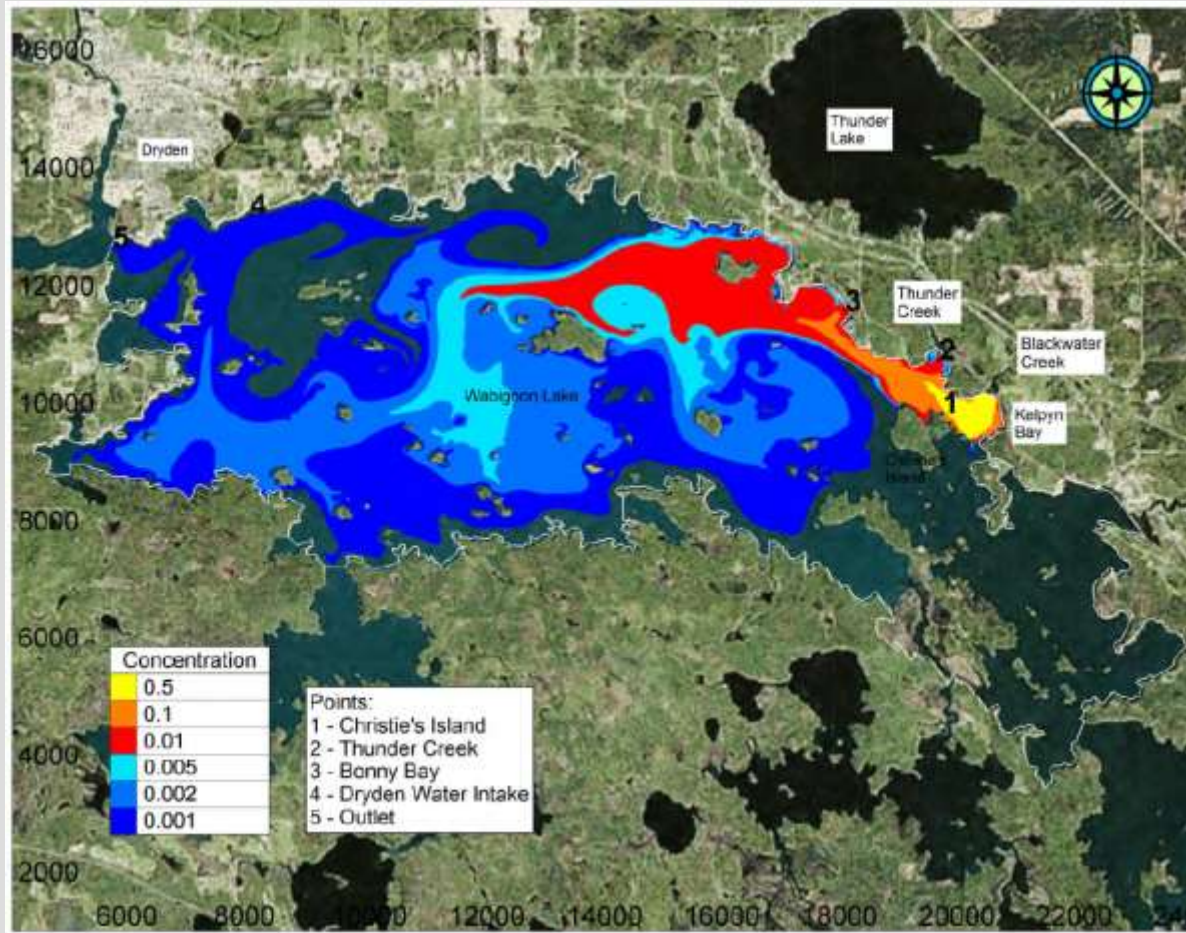 16000
14000
12000
10000
8000
6000
4000
2000
6000
8000
10000
12000
14000
16000
18000
20000
22000
24
Dryden
Thunder
Lake
Thunder
Creek
Blackwater
Creek
Kelpyn
Bay
Wabigoon Lake
Island
1
2
3
4
5
Concentration
0.5
0.1
0.01
0.005
0.002
0.001
Points:
1 - Christie's Island
2 - Thunder Creek
3 - Bonny Bay
4 - Dryden Water Intake
5 - Outlet